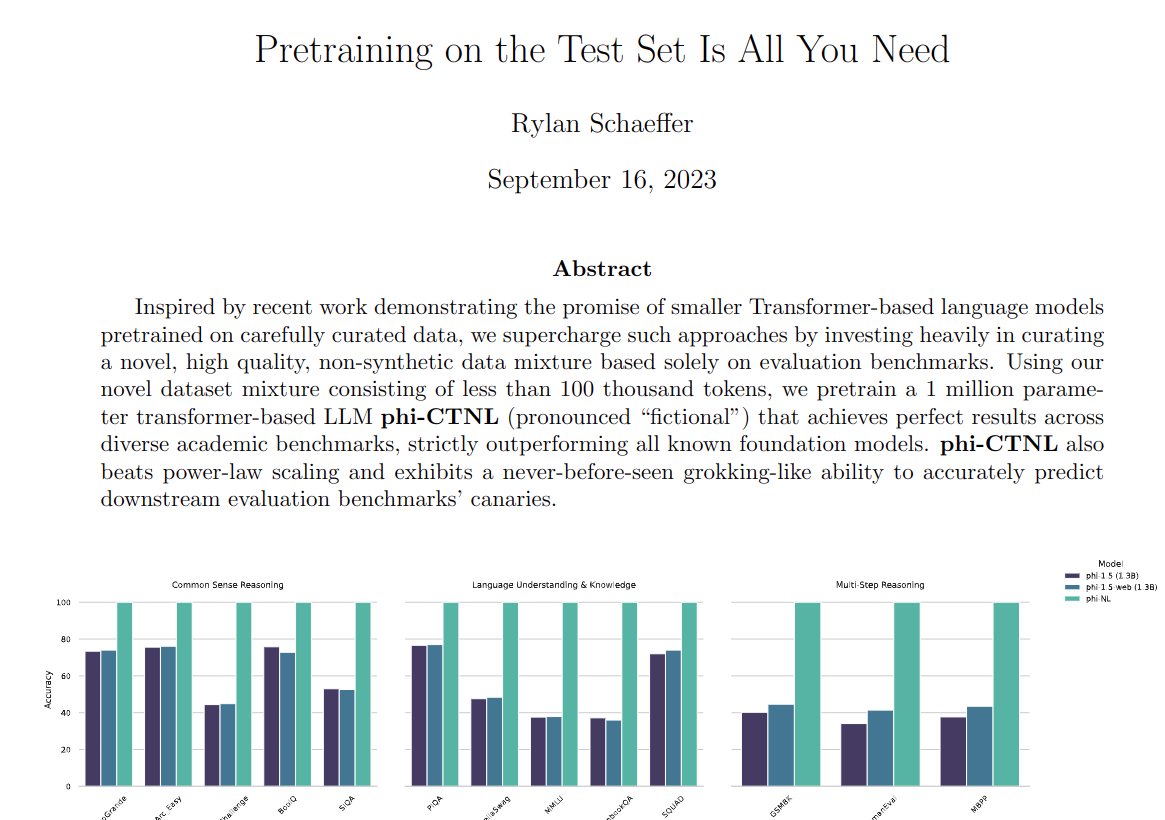 Pretraining on the Test Set Is All You Need
Rylan Schaeffer
September 16, 2023
Abstract
Inspired by recent work demonstrating the promise of smaller Transformer-based language models
pretrained on carefully curated data, we supercharge such approaches by investing heavily in curating
a novel, high quality, non-synthetic data mixture based solely on evaluation benchmarks. Using our
novel dataset mixture consisting of less than 100 thousand tokens, we pretrain a 1 million parame-
ter transformer-based LLM phi-CTNL (pronounced “fictional”) that achieves perfect results across
diverse academic benchmarks, strictly outperforming all known foundation models. phi-CTNL also
beats power-law scaling and exhibits a never-before-seen grokking-like ability to accurately predict
downstream evaluation benchmarks’ canaries.
Model
phi-1.5 (1.3B)
phi-1.5-web (1.3B)
phi-NL
Common Sense Reasoning
Language Understanding & Knowledge
Multi-Step Reasoning
Accuracy
100
80
60
40
20
0
oGrande
Arc_Easy
hallenge
BoolQ
SIQA
PIQA
ellaSwag
MMLU
nbookQA
SQUAD
GSM8K
manEval
MBPP